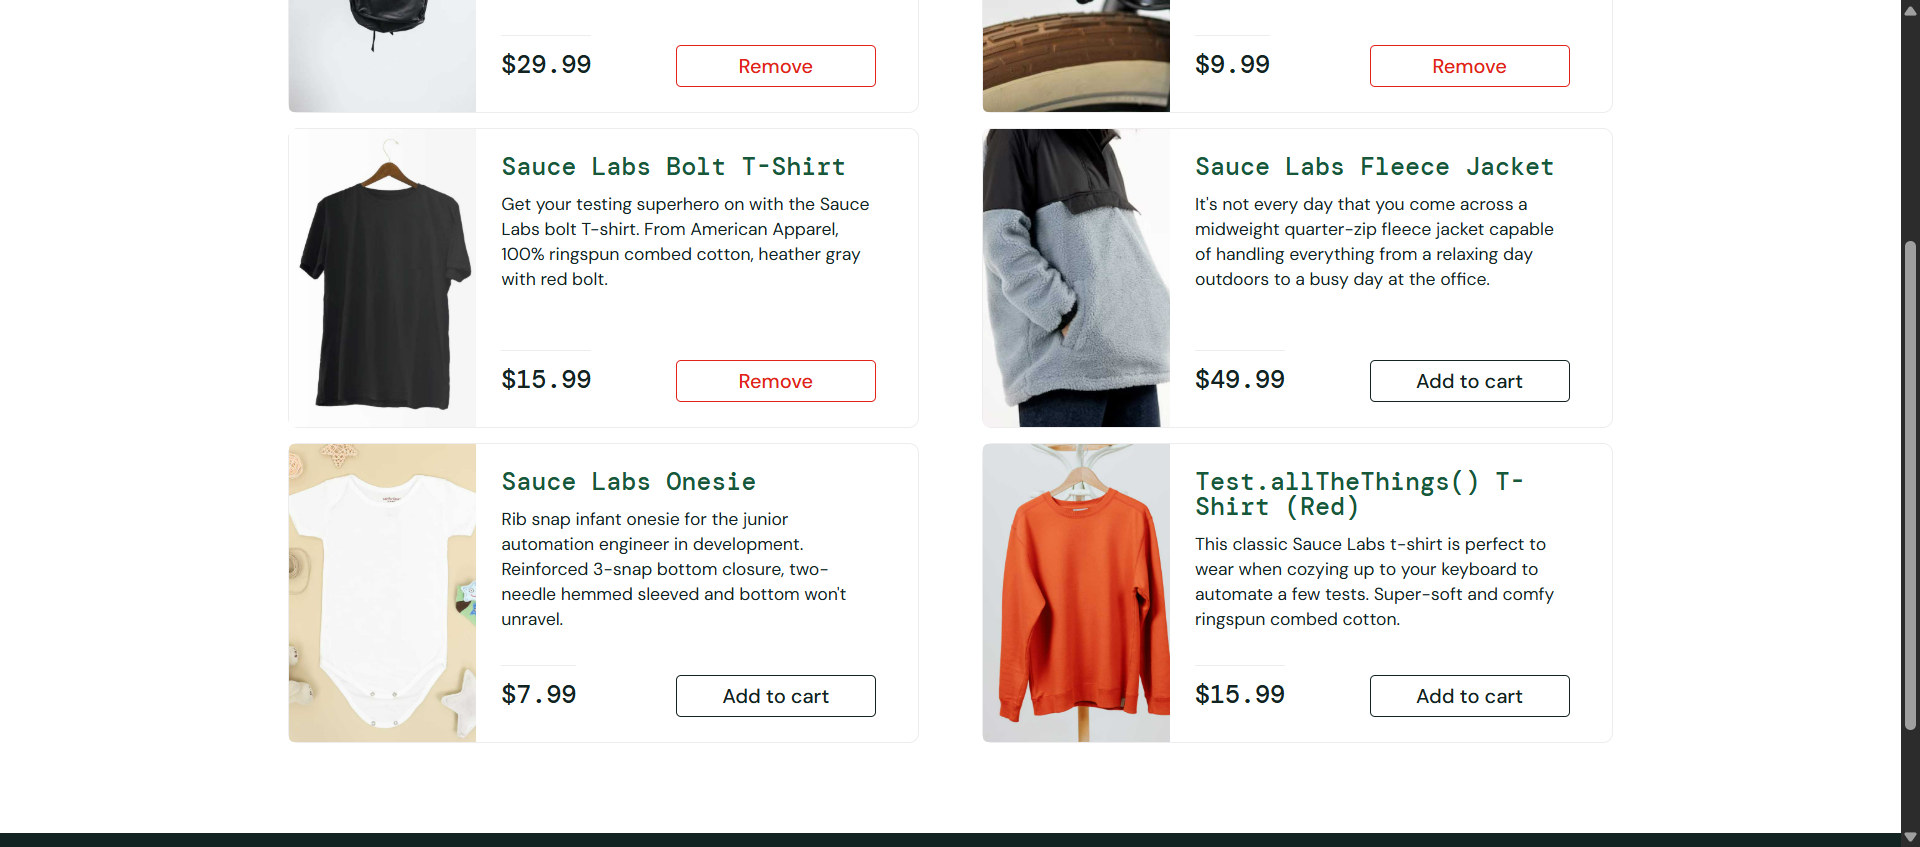 $29.99
Remove
$9.99
Remove
Sauce Labs Bolt T-Shirt
Get your testing superhero on with the Sauce
Labs bolt T-shirt. From American Apparel,
100% ringspun combed cotton, heather gray
with red bolt.
$15.99
Remove
Sauce Labs Fleece Jacket
It's not every day that you come across a
midweight quarter-zip fleece jacket capable
of handling everything from a relaxing day
outdoors to a busy day at the office.
$49.99
Add to cart
Sauce Labs Onesie
Rib snap infant onesie for the junior
automation engineer in development.
Reinforced 3-snap bottom closure, two-
needle hemmed sleeved and bottom won't
unravel.
$7.99
Add to cart
Test.allTheThings() T-
Shirt (Red)
This classic Sauce Labs t-shirt is perfect to
wear when cozying up to your keyboard to
automate a few tests. Super-soft and comfy
ringspun combed cotton.
$15.99
Add to cart